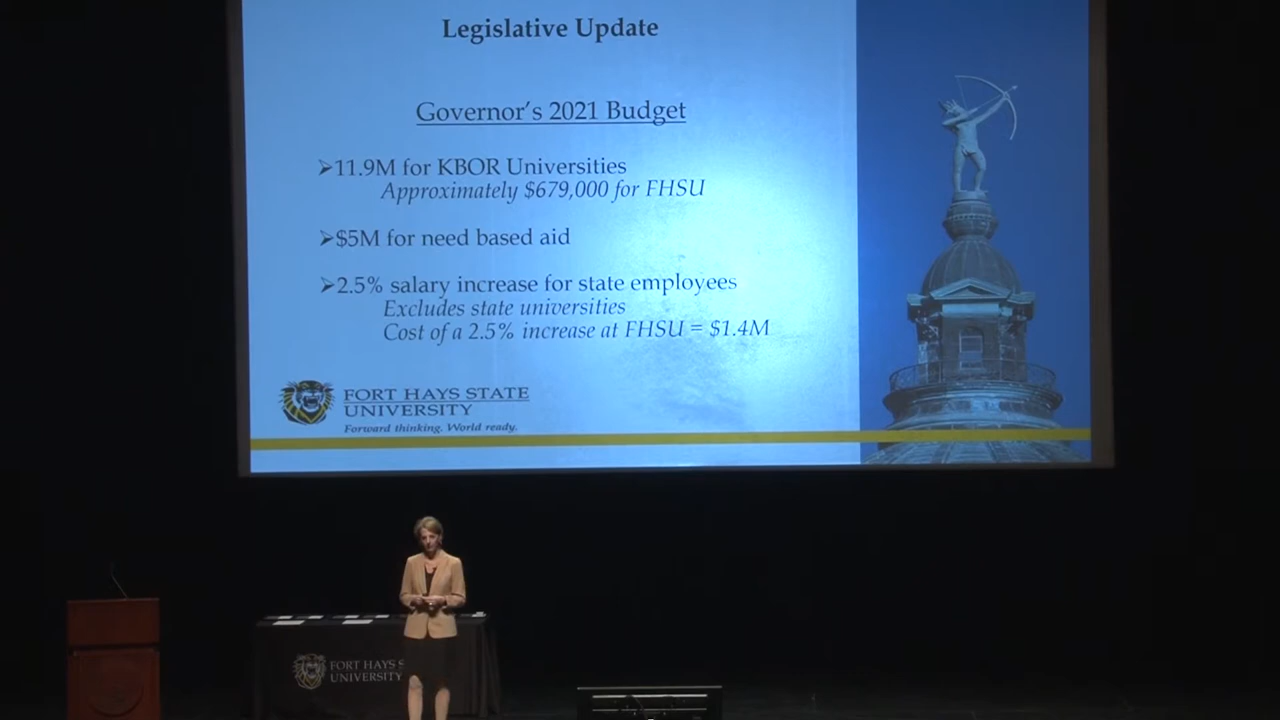 Legislative Update
Governor's 2021 Budget
➢11.9M for KBOR Universities
Approximately $679,000 for FHSU
➢$5M for need based aid
➢2.5% salary increase for state employees
Excludes state universities
Cost of a 2.5% increase at FHSU = $1.4M
FORT HAYS STATE
UNIVERSITY
Forward thinking. World ready.
FORT HAYS S
UNIVERSITY